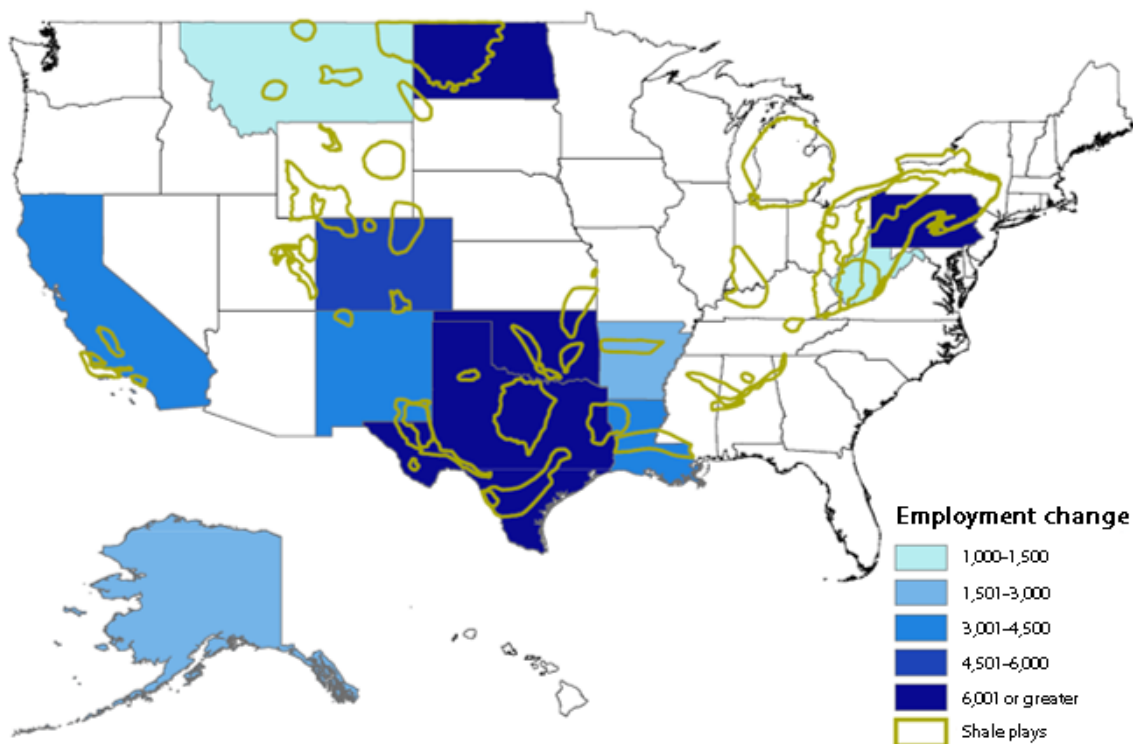 Employment change
1,000–1,500
1,501–3,000
3,001–4,500
4,501–6,000
6,001 or greater
Shale plays